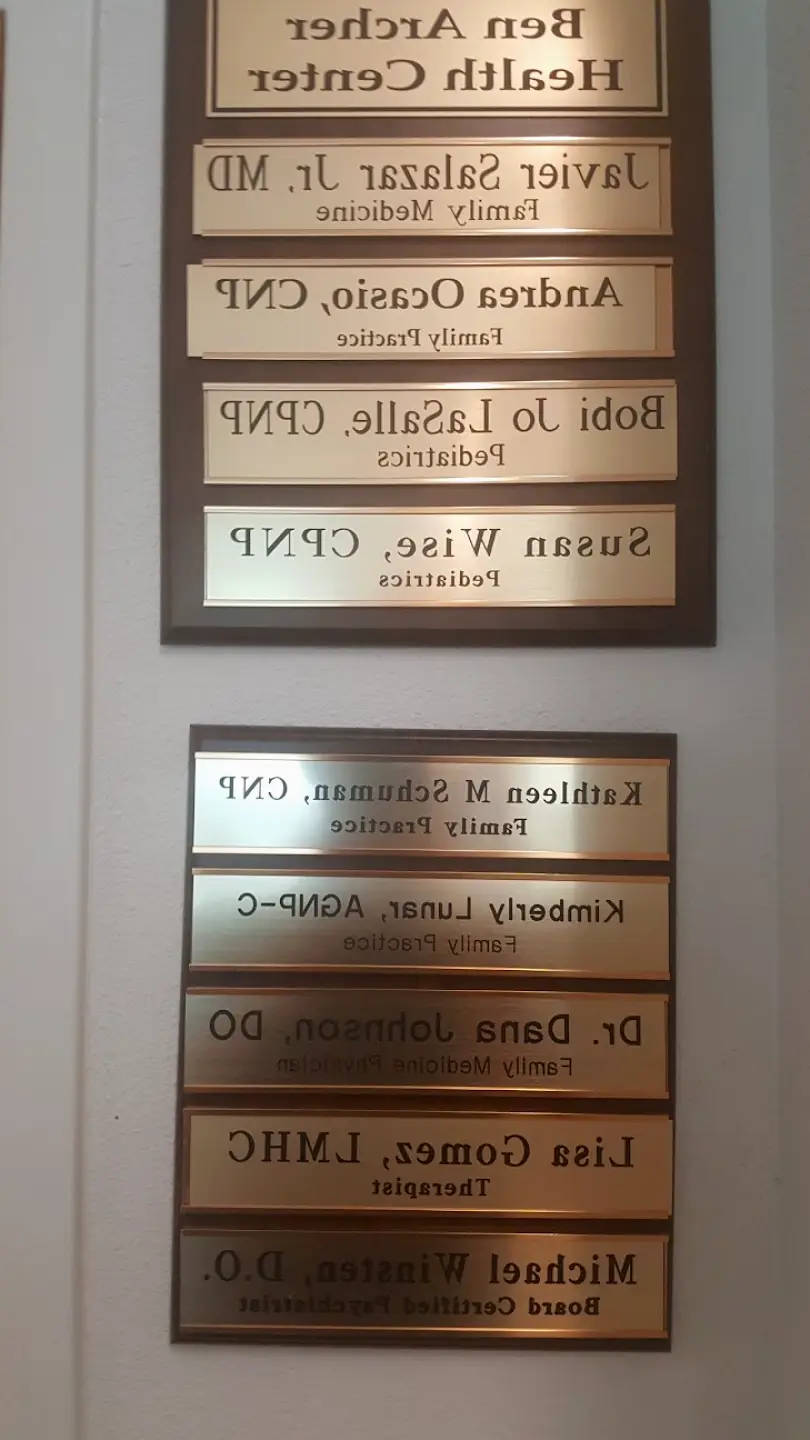 Ben Archer
Health Center
Javier Salazar Jr, MD
Family Medicine
Andrea Ocasio, CNP
Family Practice
Bobi Jo LaSalle, CPNP
Pediatrics
Susan Wise, CPNP
Pediatrics
Kathleen M Schuman, CNP
Family Practice
Kimberly Lunar, AGNP-C
Family Practice
Dr. Dana Johnson, DO
Family Medicine Physician
Lisa Gomez, LMHC
Therapist
Michael Winsten, D.O.
Board Certified Psychiatrist